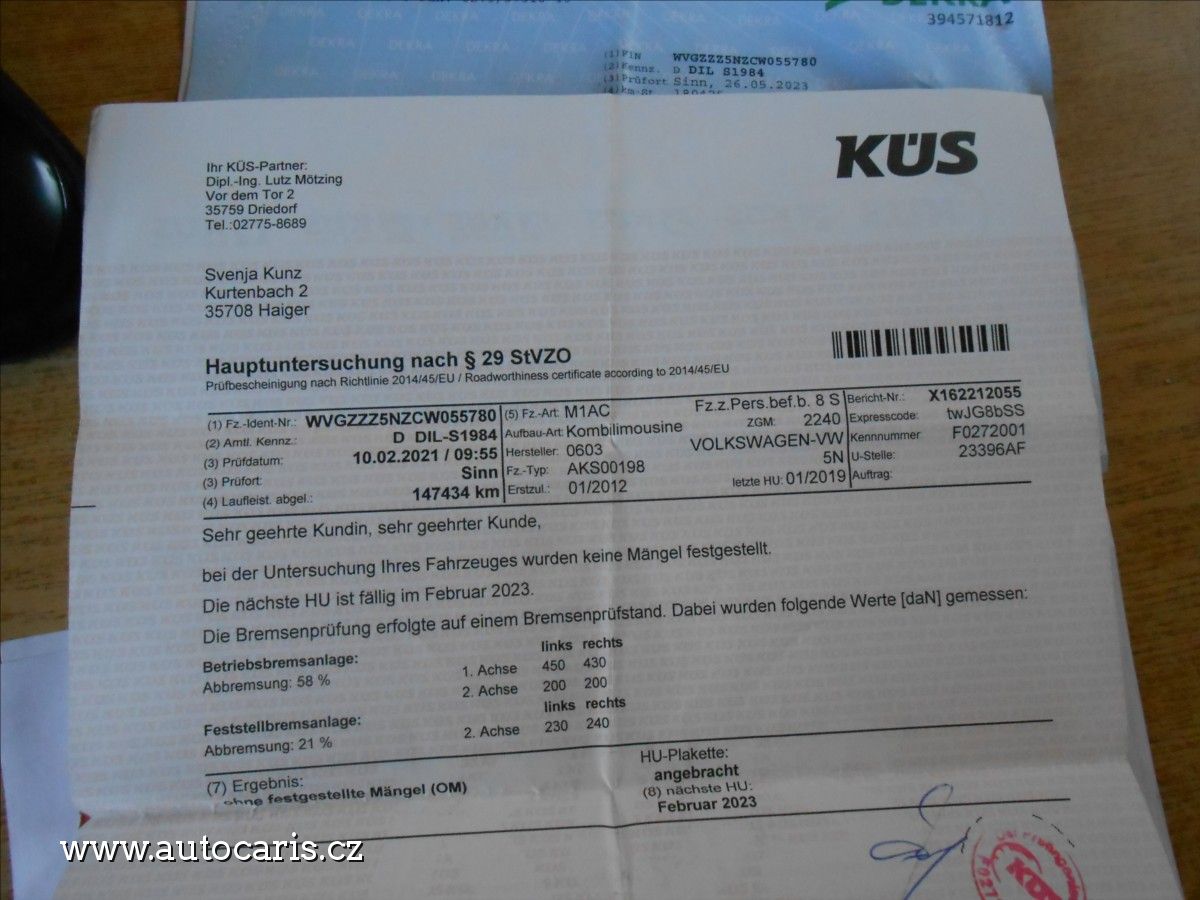 DEKRA
394571812
(1) FIN WVGZZZ5NZCW055780
(2) Kennz. D DIL S1984
(3) Prüfort Sinn, 26.05.2023
(4) km-St.
KÜS
Ihr KÜS-Partner:
Dipl.-Ing. Lutz Mötzing
Vor dem Tor 2
35759 Driedorf
Tel.:02775-8689
Svenja Kunz
Kurtenbach 2
35708 Haiger
Hauptuntersuchung nach § 29 StVZO
Prüfbescheinigung nach Richtlinie 2014/45/EU / Roadworthiness certificate according to 2014/45/EU
(1) Fz.-Ident-Nr.: WVGZZZ5NZCW055780
(2) Amtl. Kennz.: D DIL-S1984
(3) Prüfdatum: 10.02.2021 / 09:55
(3) Prüfort: Sinn
(4) Laufleist. abgel.: 147434 km
(5) Fz.-Art: M1AC Fz.z.Pers.bef.b. 8 S
Aufbau-Art: Kombilimousine ZGM: 2240
Hersteller: 0603 VOLKSWAGEN-VW
Fz.-Typ: AKS00198 5N
Erstzul.: 01/2012 letzte HU: 01/2019
Bericht-Nr.: X162212055
Expresscode: twJG8bSS
Kennnummer F0272001
U-Stelle: 23396AF
Auftrag:
Sehr geehrte Kundin, sehr geehrter Kunde,
bei der Untersuchung Ihres Fahrzeuges wurden keine Mängel festgestellt.
Die nächste HU ist fällig im Februar 2023.
Die Bremsenprüfung erfolgte auf einem Bremsenprüfstand. Dabei wurden folgende Werte [daN] gemessen:
Betriebsbremsanlage: links rechts
Abbremsung: 58 % 1. Achse 450 430
2. Achse 200 200
Feststellbremsanlage: links rechts
Abbremsung: 21 % 2. Achse 230 240
(7) Ergebnis:
ohne festgestellte Mängel (OM)
HU-Plakette:
angebracht
(8) nächste HU:
Februar 2023
www.autocaris.cz
KÜS